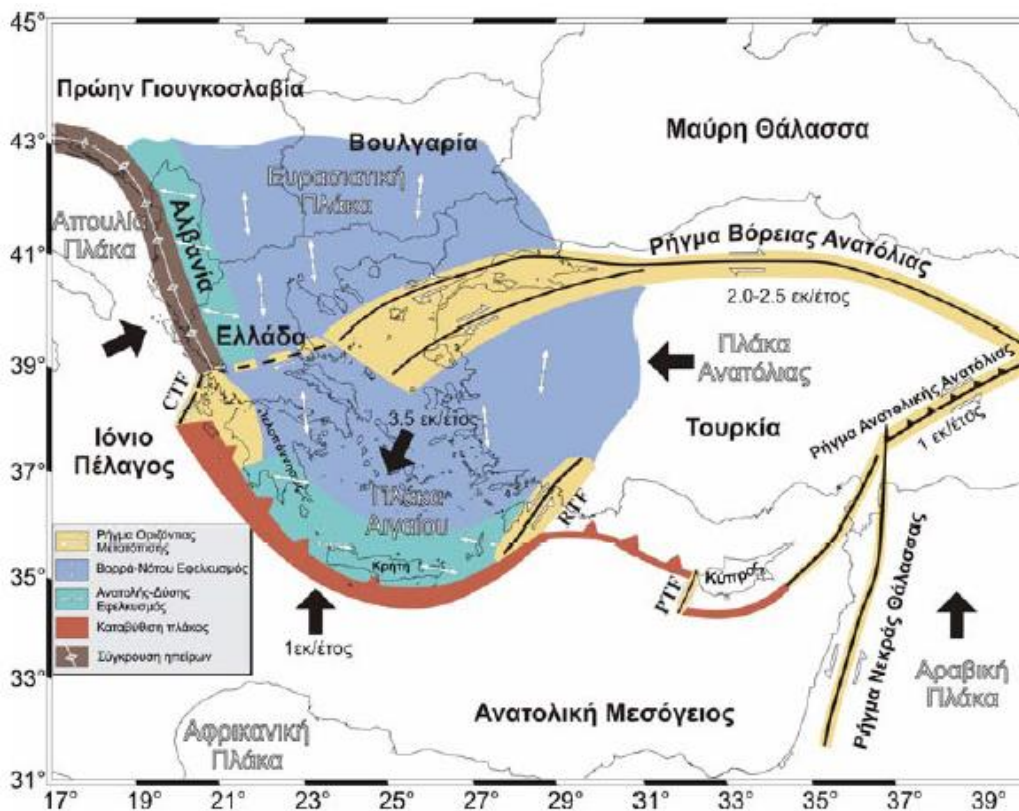 45°
43°
41°
39°
37°
35°
33°
31°
17°
19°
21°
23°
25°
27°
29°
31°
33°
35°
37°
39°
Πρώην Γιουγκοσλαβία
Βουλγαρία
Μαύρη Θάλασσα
Ευρασιατική
Πλάκα
Απουλία
Πλάκα
Αλβανία
Ρήγμα Βόρειας Ανατόλιας
2.0-2.5 εκ/έτος
Ελλάδα
Πλάκα
Ανατόλιας
CTF
Ρήγμα Ανατολικής Ανατόλιας
1 εκ/έτος
3.5 εκ/έτος
Τουρκία
Ιόνιο
Πέλαγος
Πελοπόννησος
Πλάκα
Αιγαίου
RTF
Κρήτη
Κύπρος
PTF
Ρήγμα Νεκράς Θάλασσας
Ρήγμα Οριζόντιας
Μετατόπισης
Βορρά-Νότου Εφελκυσμός
Ανατολής-Δύσης
Εφελκυσμός
Καταβύθιση πλάκας
Σύγκρουση ηπείρων
1εκ/έτος
Αραβική
Πλάκα
Ανατολική Μεσόγειος
Αφρικανική
Πλάκα